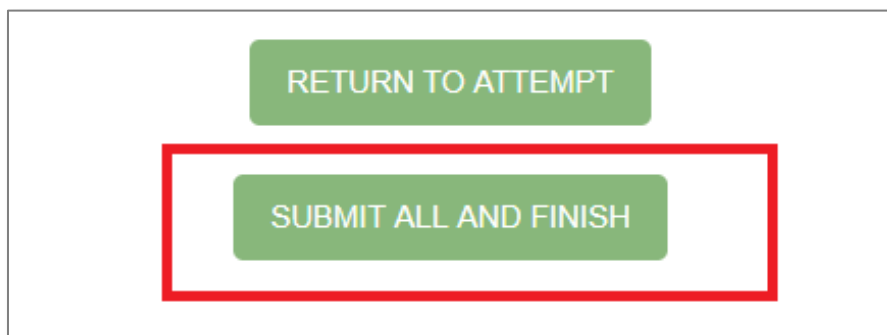 RETURN TO ATTEMPT
SUBMIT ALL AND FINISH